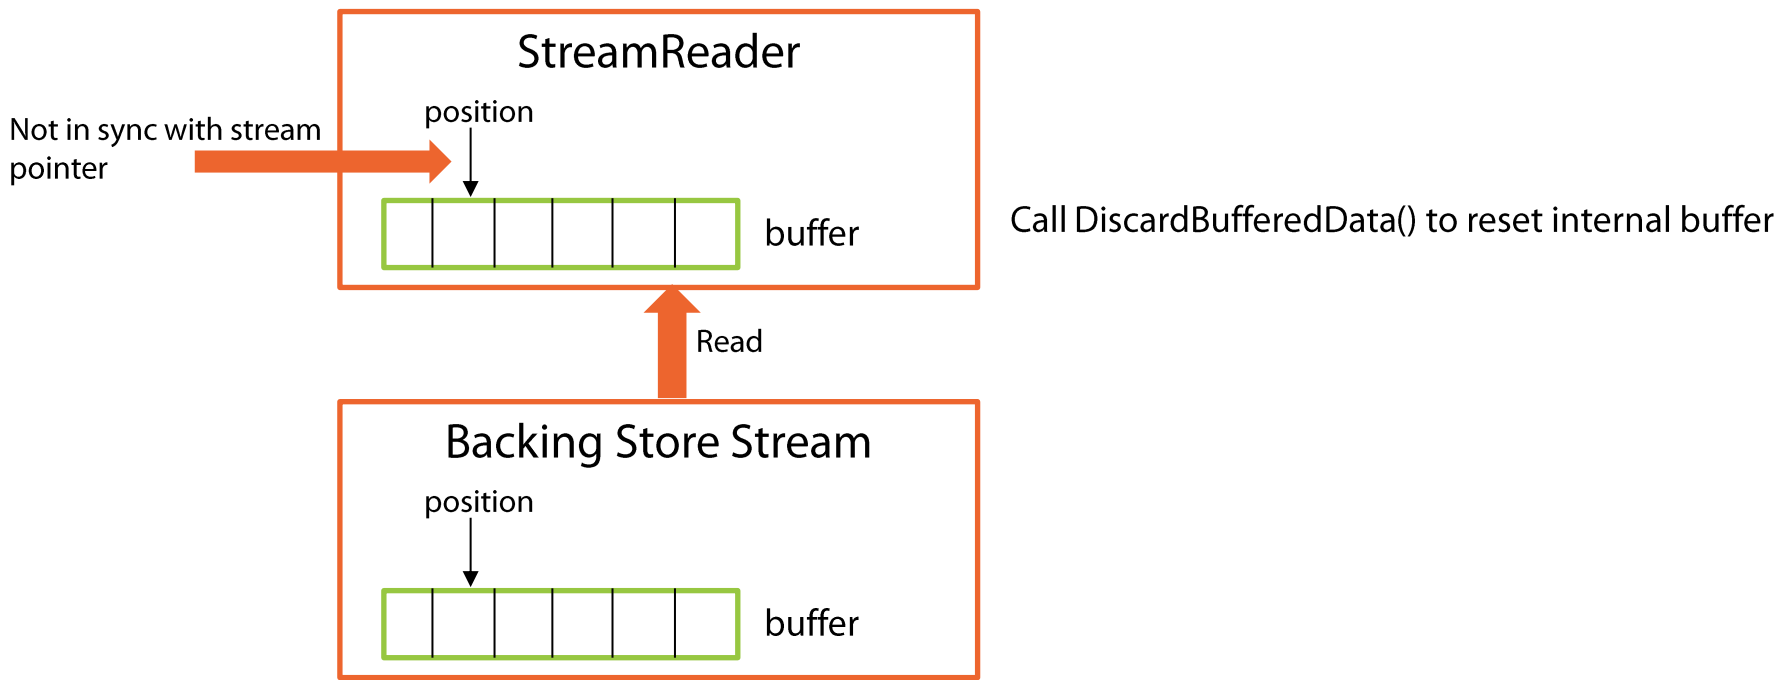 StreamReader
position
Not in sync with stream
pointer
buffer
Call DiscardBufferedData() to reset internal buffer
Read
Backing Store Stream
position
buffer